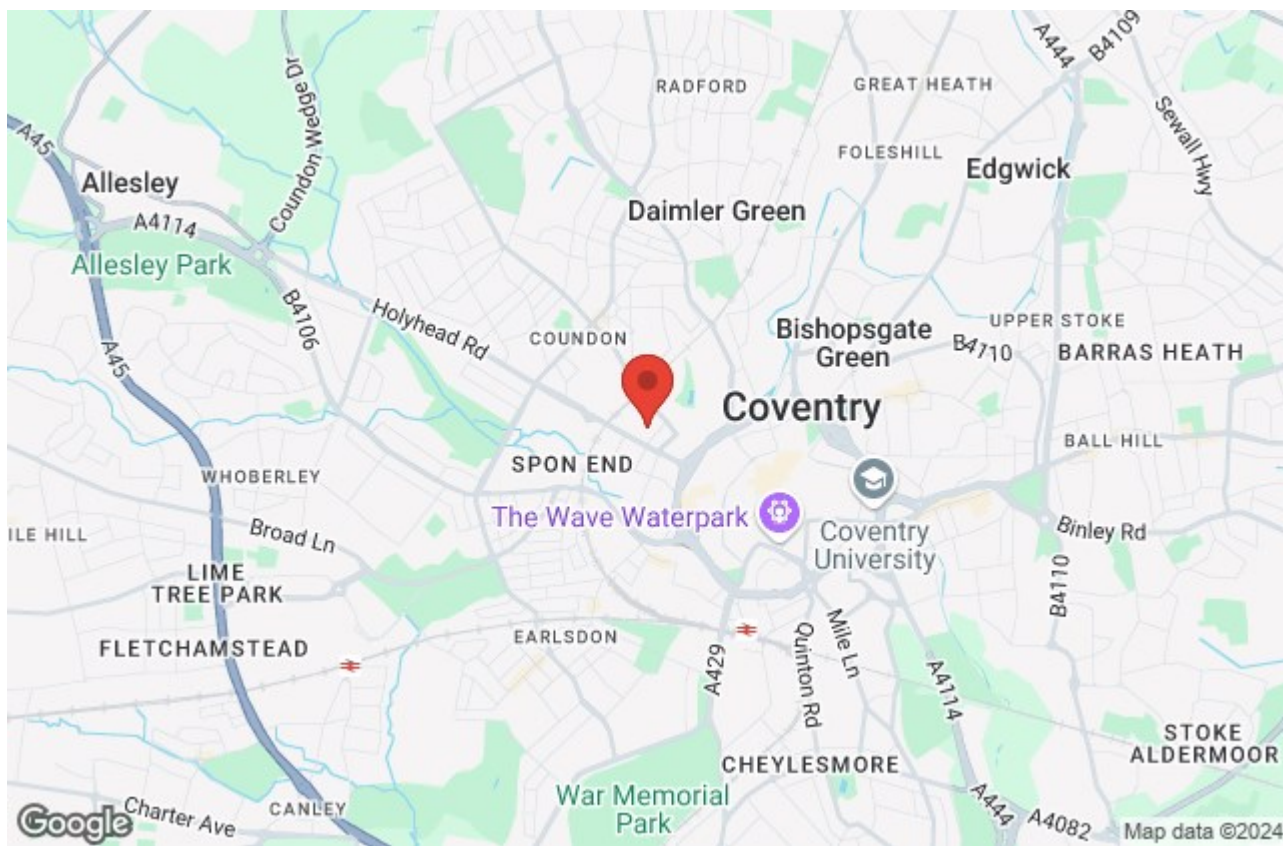 A444
B4109
RADFORD
GREAT HEATH
Coundon Wedge Dr
Sewall Hwy
A45
FOLESHILL
Allesley
Edgwick
A4114
Daimler Green
Allesley Park
B4106
Holyhead Rd
COUNDON
Bishopsgate
Green
UPPER STOKE
B4110
BARRAS HEATH
A45
Coventry
BALL HILL
WHOBERLEY
SPON END
The Wave Waterpark
Coventry
University
Binley Rd
ILE HILL
Broad Ln
LIME
TREE PARK
B4110
FLETCHAMSTEAD
EARLSDON
A429
Quinton Rd
Mile Ln
A4114
STOKE
ALDERMOOR
CHEYLESMORE
War Memorial
Park
Charter Ave
CANLEY
A444
A4082
Google
Map data ©2024